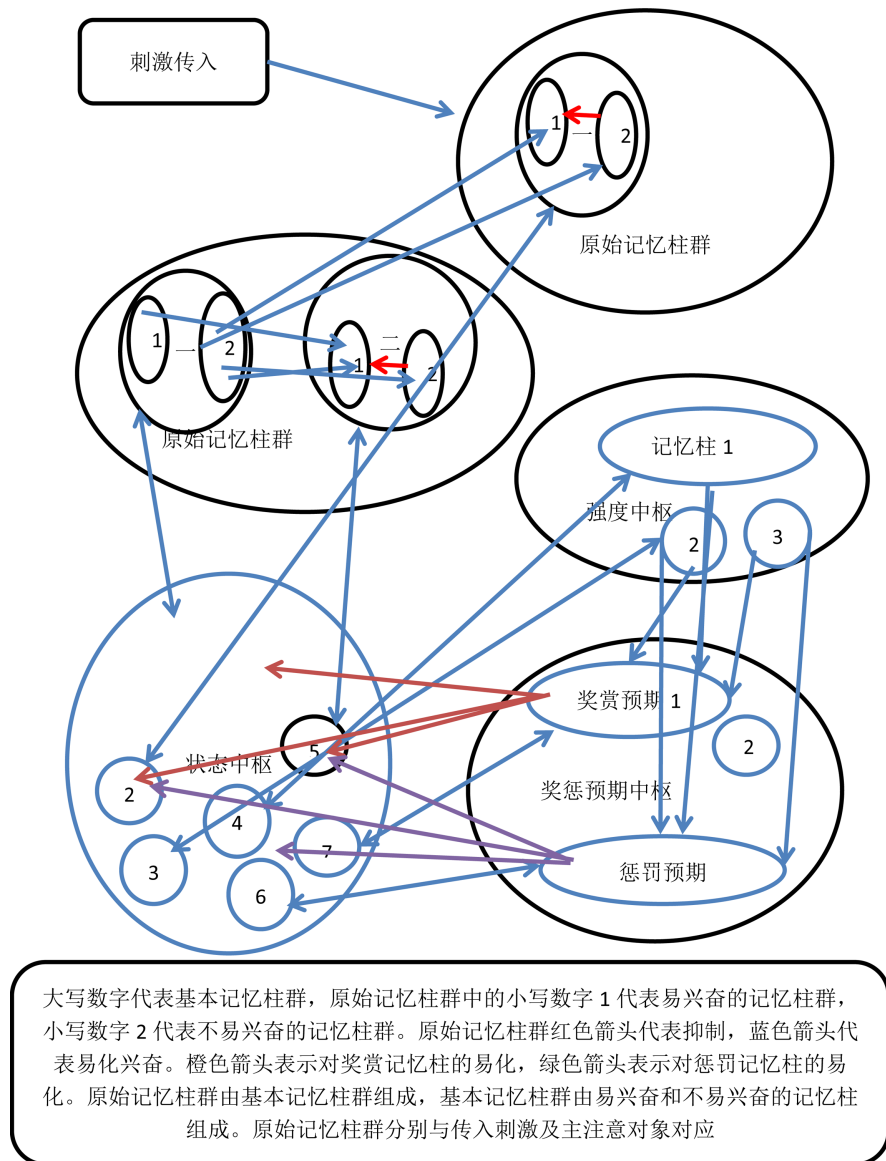 刺激传入
1
一
2
原始记忆柱群
1
一
2
二
1
2
原始记忆柱群
记忆柱 1
强度中枢
2
3
奖赏预期 1
2
奖惩预期中枢
惩罚预期
5
状态中枢
2
4
7
3
6
大写数字代表基本记忆柱群，原始记忆柱群中的小写数字 1 代表易兴奋的记忆柱群，
小写数字 2 代表不易兴奋的记忆柱群。原始记忆柱群红色箭头代表抑制，蓝色箭头代
表易化兴奋。橙色箭头表示对奖赏记忆柱的易化，绿色箭头表示对惩罚记忆柱的易
化。原始记忆柱群由基本记忆柱群组成，基本记忆柱群由易兴奋和不易兴奋的记忆柱
组成。原始记忆柱群分别与传入刺激及主注意对象对应